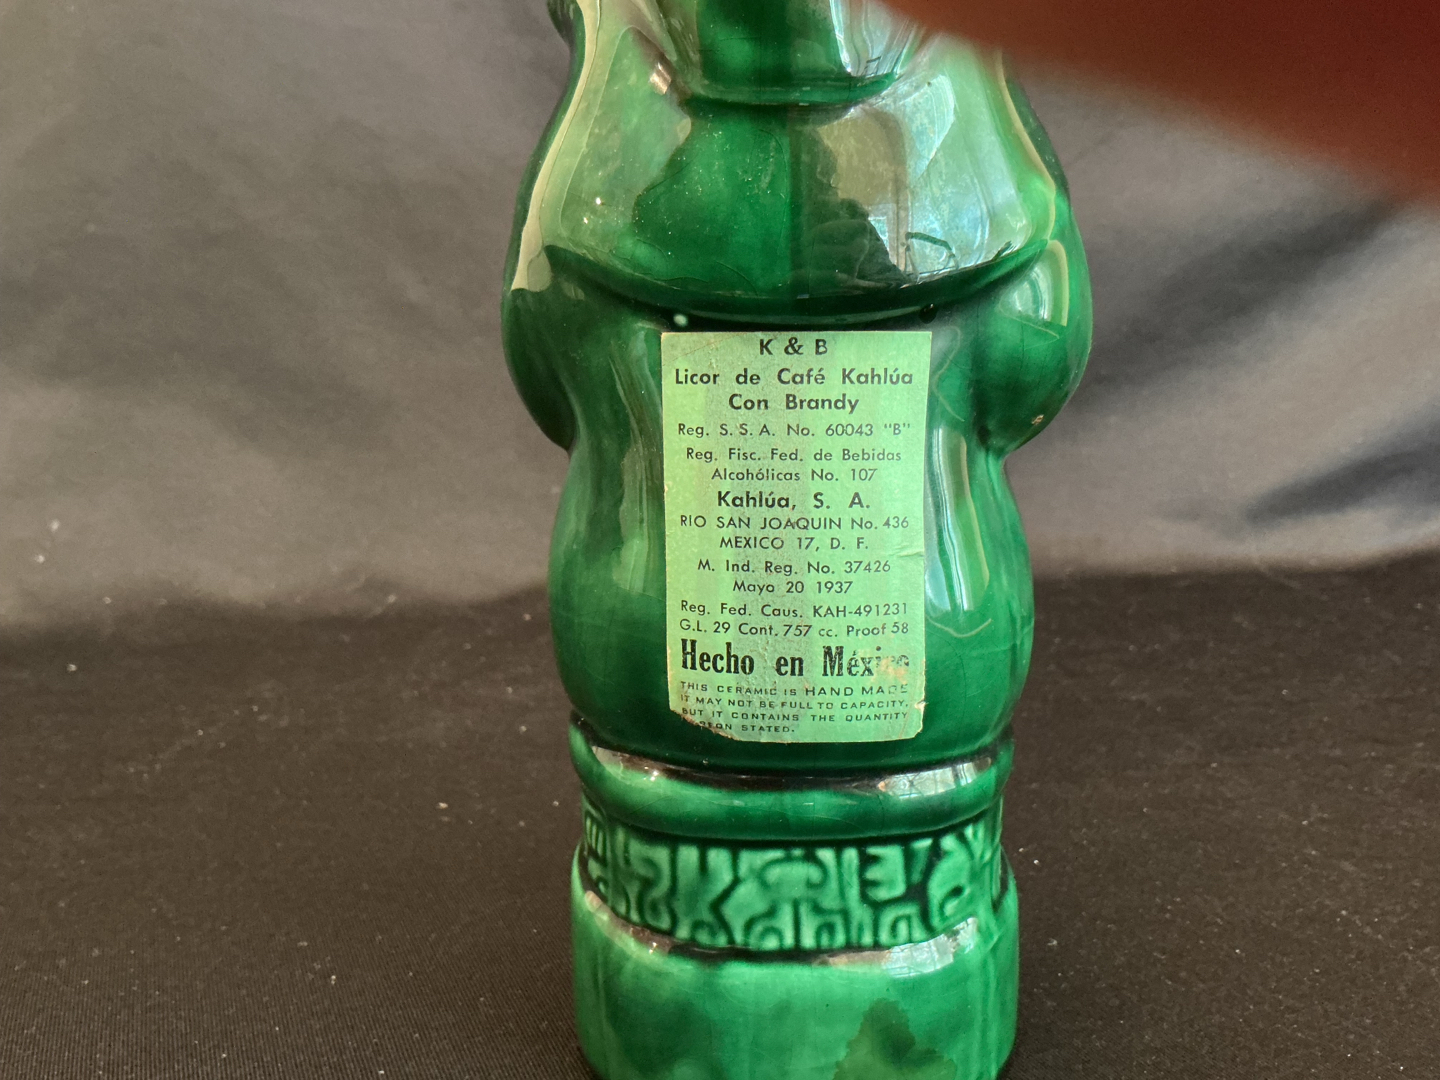 K & B
Licor de Café Kahlúa
Con Brandy
Reg. S. S. A. No. 60043 "B"
Reg. Fisc. Fed. de Bebidas
Alcohólicas No. 107
Kahlúa, S. A.
RIO SAN JOAQUIN No. 436
MEXICO 17, D. F.
M. Ind. Reg. No. 37426
Mayo 20 1937
Reg. Fed. Caus. KAH-491231
G.L. 29 Cont. 757 cc. Proof 58
Hecho en México
THIS CERAMIC IS HAND MADE
IT MAY NOT BE FULL TO CAPACITY,
BUT IT CONTAINS THE QUANTITY
STATED.